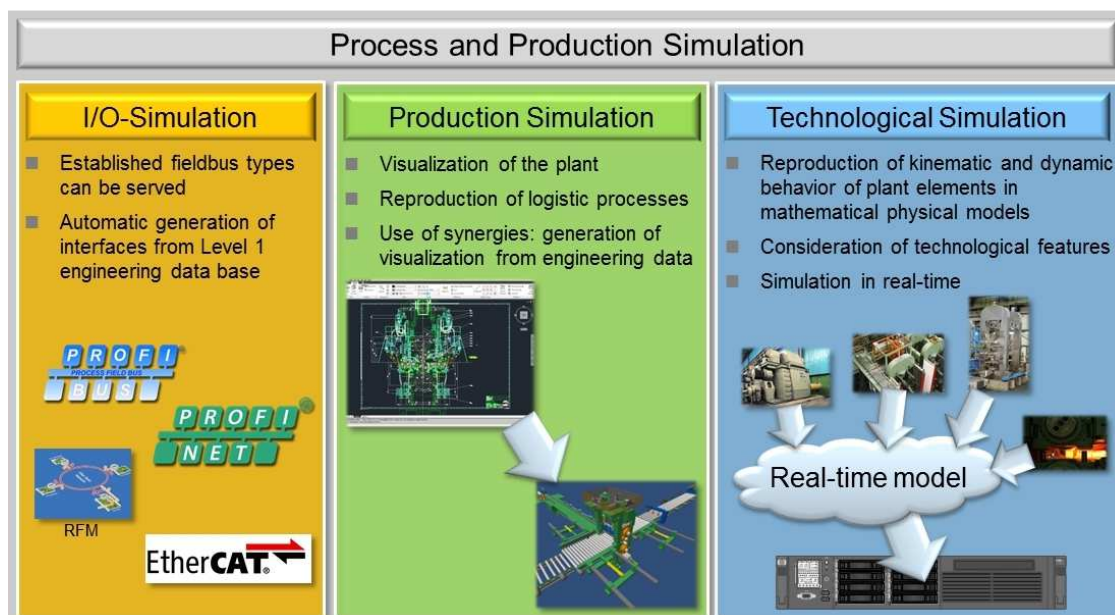 Process and Production Simulation
I/O-Simulation
Established fieldbus types
can be served
Automatic generation of
interfaces from Level 1
engineering data base
PROFI®
PROCESS FIELD BUS
BUS
PROFI®
NET
RFM
EtherCAT®
Production Simulation
Visualization of the plant
Reproduction of logistic processes
Use of synergies: generation of
visualization from engineering data
Technological Simulation
Reproduction of kinematic and dynamic
behavior of plant elements in
mathematical physical models
Consideration of technological features
Simulation in real-time
Real-time model